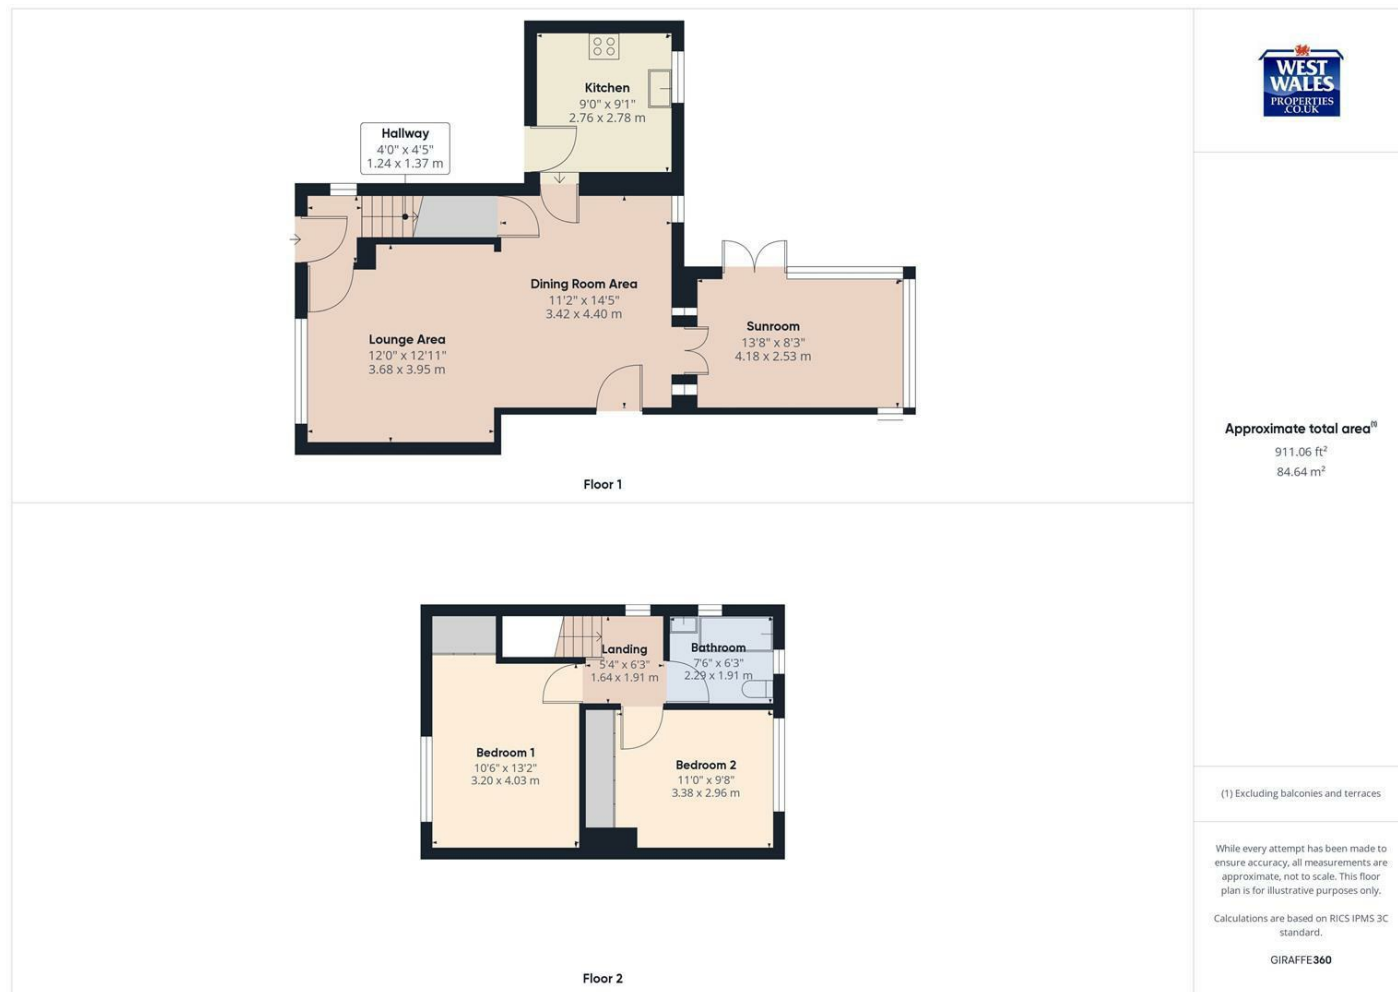 Kitchen
9'0" x 9'1"
2.76 x 2.78 m
Hallway
4'0" x 4'5"
1.24 x 1.37 m
Dining Room Area
11'2" x 14'5"
3.42 x 4.40 m
Lounge Area
12'0" x 12'11"
3.68 x 3.95 m
Sunroom
13'8" x 8'3"
4.18 x 2.53 m
Floor 1
Landing
5'4" x 6'3"
1.64 x 1.91 m
Bathroom
7'6" x 6'3"
2.29 x 1.91 m
Bedroom 1
10'6" x 13'2"
3.20 x 4.03 m
Bedroom 2
11'0" x 9'8"
3.38 x 2.96 m
Floor 2
WEST
WALES
PROPERTIES
.CO.UK
Approximate total area(1)
911.06 ft²
84.64 m²
(1) Excluding balconies and terraces
While every attempt has been made to
ensure accuracy, all measurements are
approximate, not to scale. This floor
plan is for illustrative purposes only.
Calculations are based on RICS IPMS 3C
standard.
GIRAFFE360